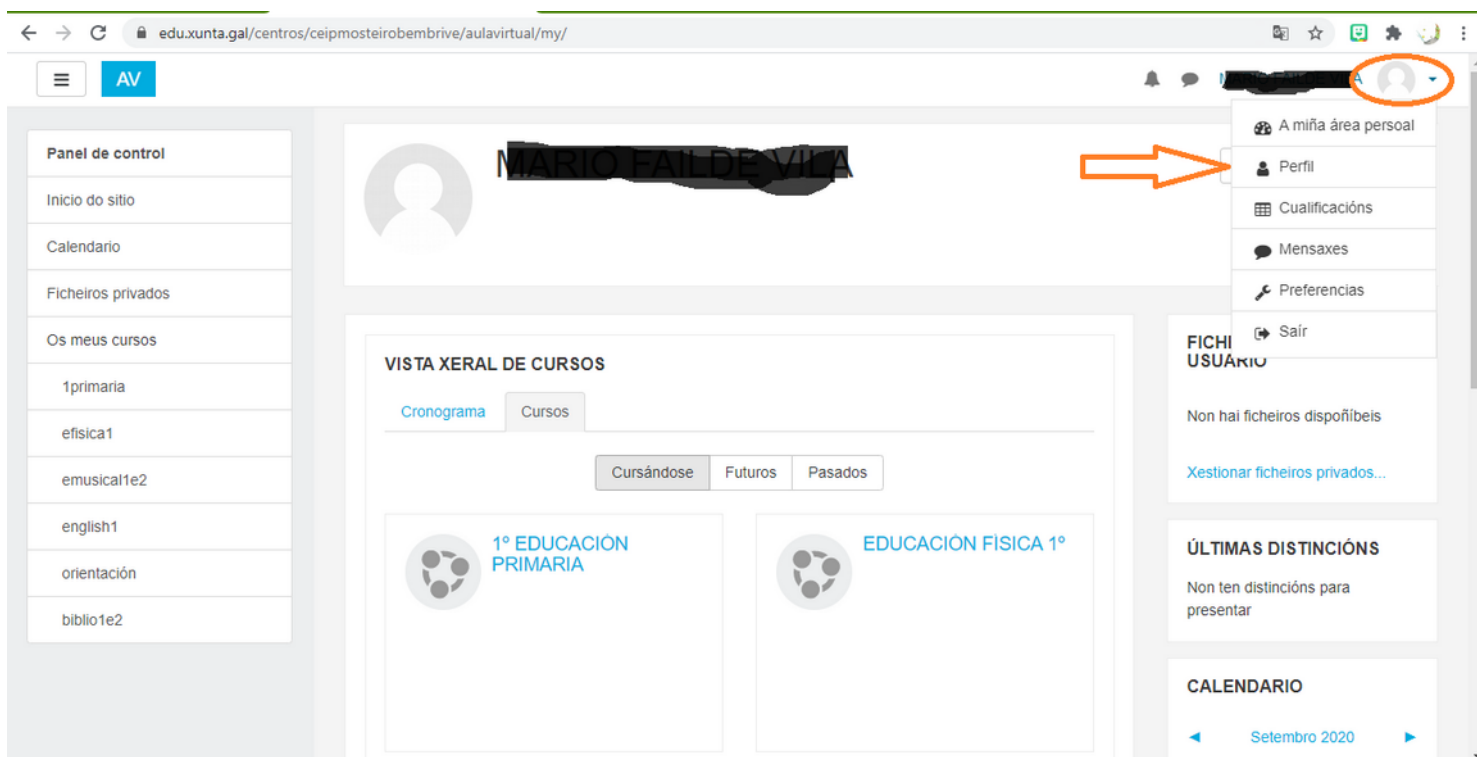 edu.xunta.gal/centros/ceipmosteirobembrive/aulavirtual/my/
AV
A miña área persoal
Perfil
Cualificacións
Mensaxes
Preferencias
Saír
Panel de control
Inicio do sitio
Calendario
Ficheiros privados
Os meus cursos
1primaria
efisica1
emusical1e2
english1
orientación
biblio1e2
VISTA XERAL DE CURSOS
Cronograma Cursos
Cursándose Futuros Pasados
1º EDUCACIÓN
PRIMARIA
EDUCACIÓN FÍSICA 1º
USUARIO
Non hai ficheiros dispoñíbeis
Xestionar ficheiros privados...
ÚLTIMAS DISTINCIÓNS
Non ten distincións para
presentar
CALENDARIO
◄ Setembro 2020 ►